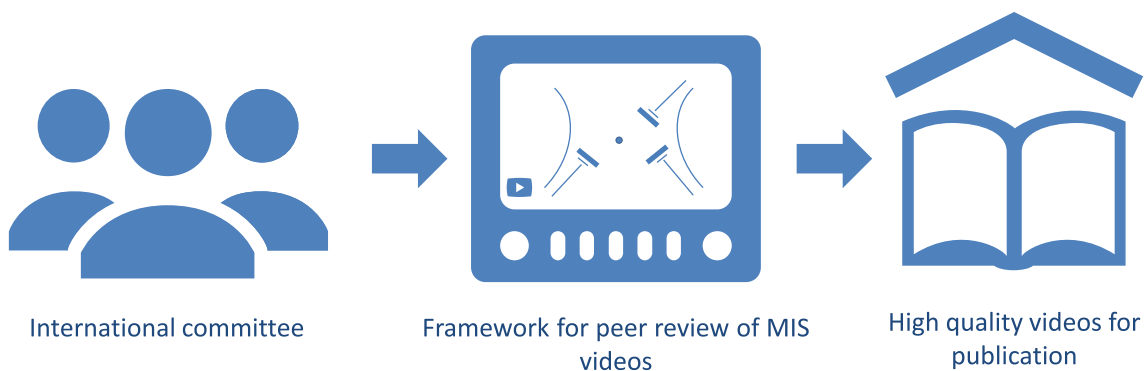 International committee
Framework for peer review of MIS
videos
High quality videos for
publication